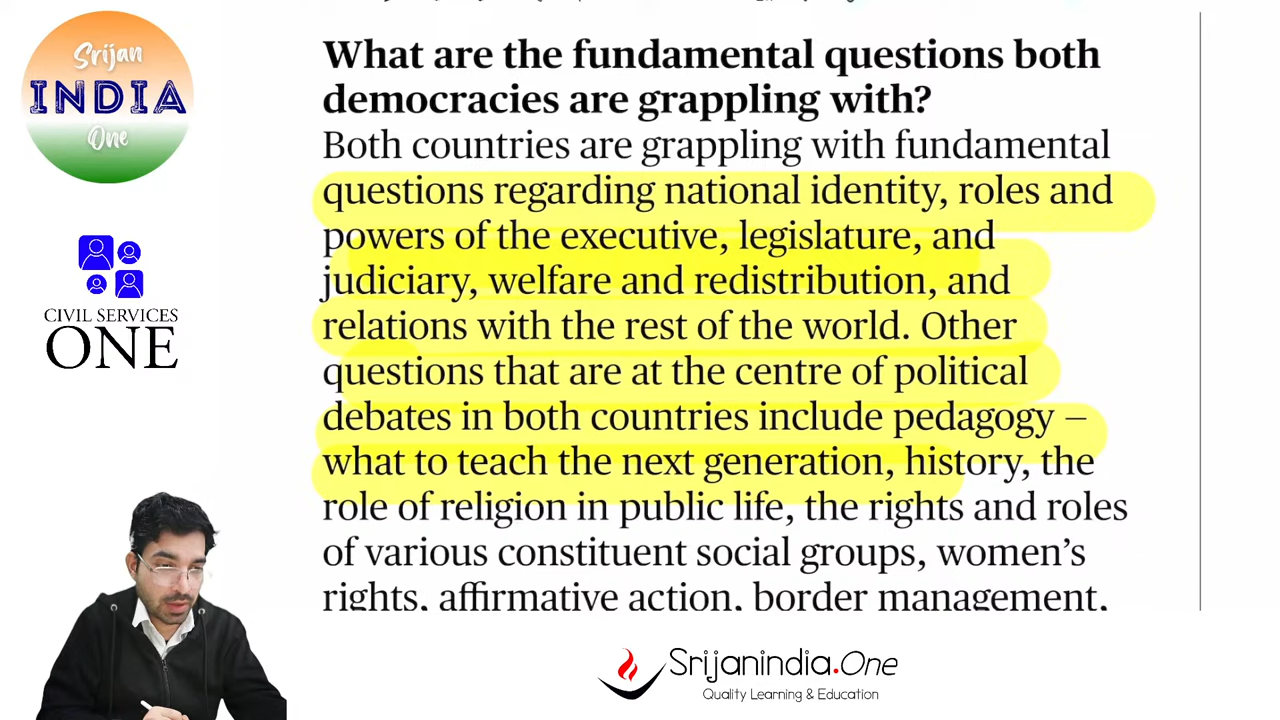 Srijan
INDIA
One
CIVIL SERVICES
ONE
What are the fundamental questions both
democracies are grappling with?
Both countries are grappling with fundamental
questions regarding national identity, roles and
powers of the executive, legislature, and
judiciary, welfare and redistribution, and
relations with the rest of the world. Other
questions that are at the centre of political
debates in both countries include pedagogy –
what to teach the next generation, history, the
role of religion in public life, the rights and roles
of various constituent social groups, women’s
rights, affirmative action, border management,
Srijanindia.One
Quality Learning & Education